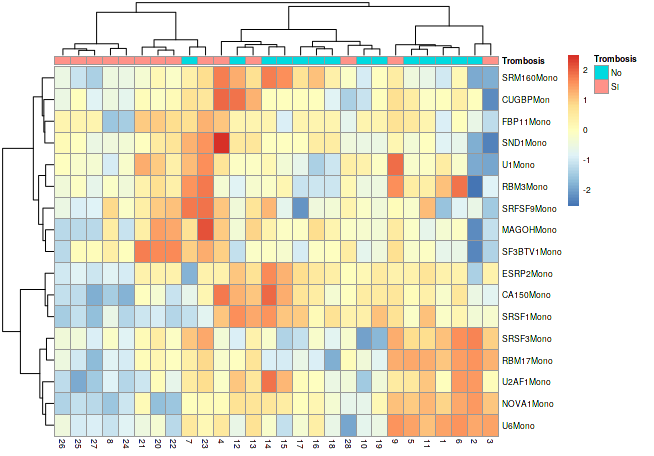 Trombosis
SRM160Mono
CUGBPMon
FBP11Mono
SND1Mono
U1Mono
RBM3Mono
SRFSF9Mono
MAGOHMono
SF3BTV1Mono
ESRP2Mono
CA150Mono
SRSF1Mono
SRSF3Mono
RBM17Mono
U2AF1Mono
NOVA1Mono
U6Mono
26 25 27 8 24 21 20 22 7 23 4 12 13 14 15 17 16 18 28 10 19 9 5 11 1 6 2 3
2
1
0
-1
-2
Trombosis
No
SI